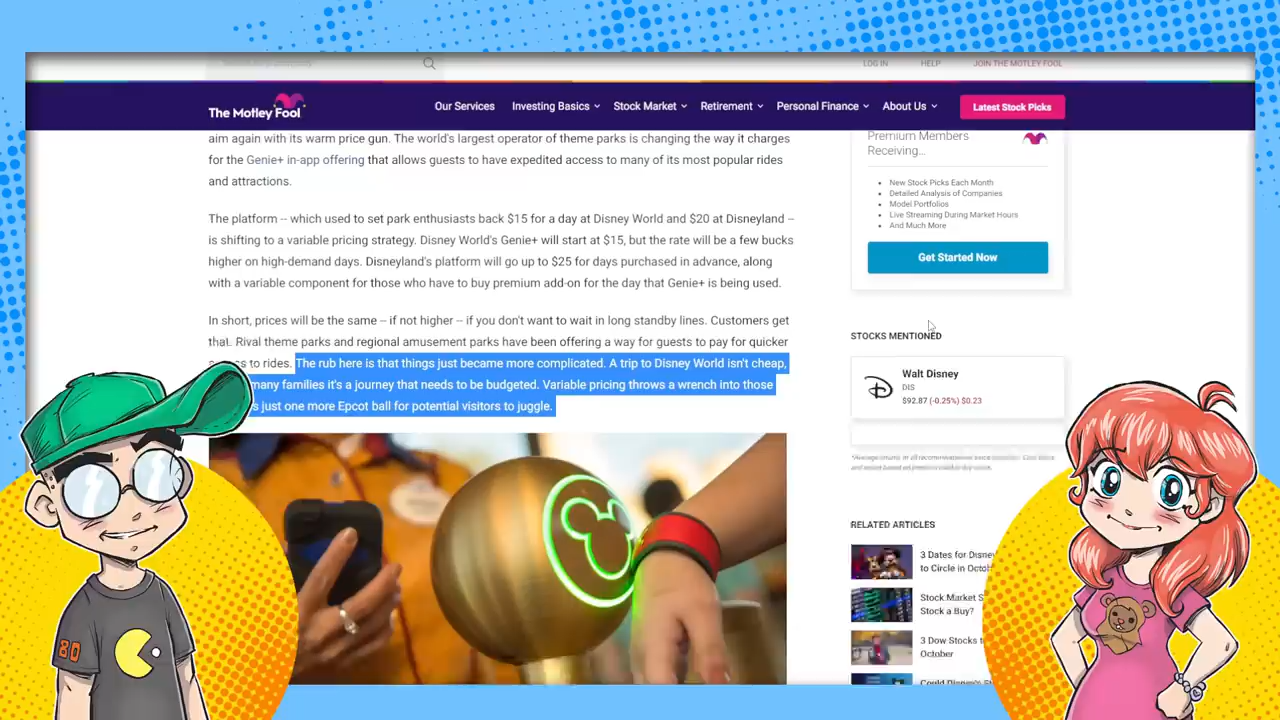 LOG IN
HELP
JOIN THE MOTLEY FOOL
The Motley Fool
Our Services
Investing Basics
Stock Market
Retirement
Personal Finance
About Us
Latest Stock Picks
aim again with its warm price gun. The world's largest operator of theme parks is changing the way it charges
for the Genie+ in-app offering that allows guests to have expedited access to many of its most popular rides
and attractions.
The platform -- which used to set park enthusiasts back $15 for a day at Disney World and $20 at Disneyland --
is shifting to a variable pricing strategy. Disney World's Genie+ will start at $15, but the rate will be a few bucks
higher on high-demand days. Disneyland's platform will go up to $25 for days purchased in advance, along
with a variable component for those who have to buy premium add-on for the day that Genie+ is being used.
In short, prices will be the same -- if not higher -- if you don't want to wait in long standby lines. Customers get
that. Rival theme parks and regional amusement parks have been offering a way for guests to pay for quicker
to rides. The rub here is that things just became more complicated. A trip to Disney World isn't cheap,
many families it's a journey that needs to be budgeted. Variable pricing throws a wrench into those
just one more Epcot ball for potential visitors to juggle.
Premium Members
Receiving...
New Stock Picks Each Month
Detailed Analysis of Companies
Model Portfolios
Live Streaming During Market Hours
And Much More
Get Started Now
STOCKS MENTIONED
Walt Disney
DIS
$92.87 (-0.25%) $0.23
RELATED ARTICLES
3 Dates for Disney
to Circle in Octob
Stock Market S
Stock a Buy?
3 Dow Stocks t
October
Could Disney's St
80